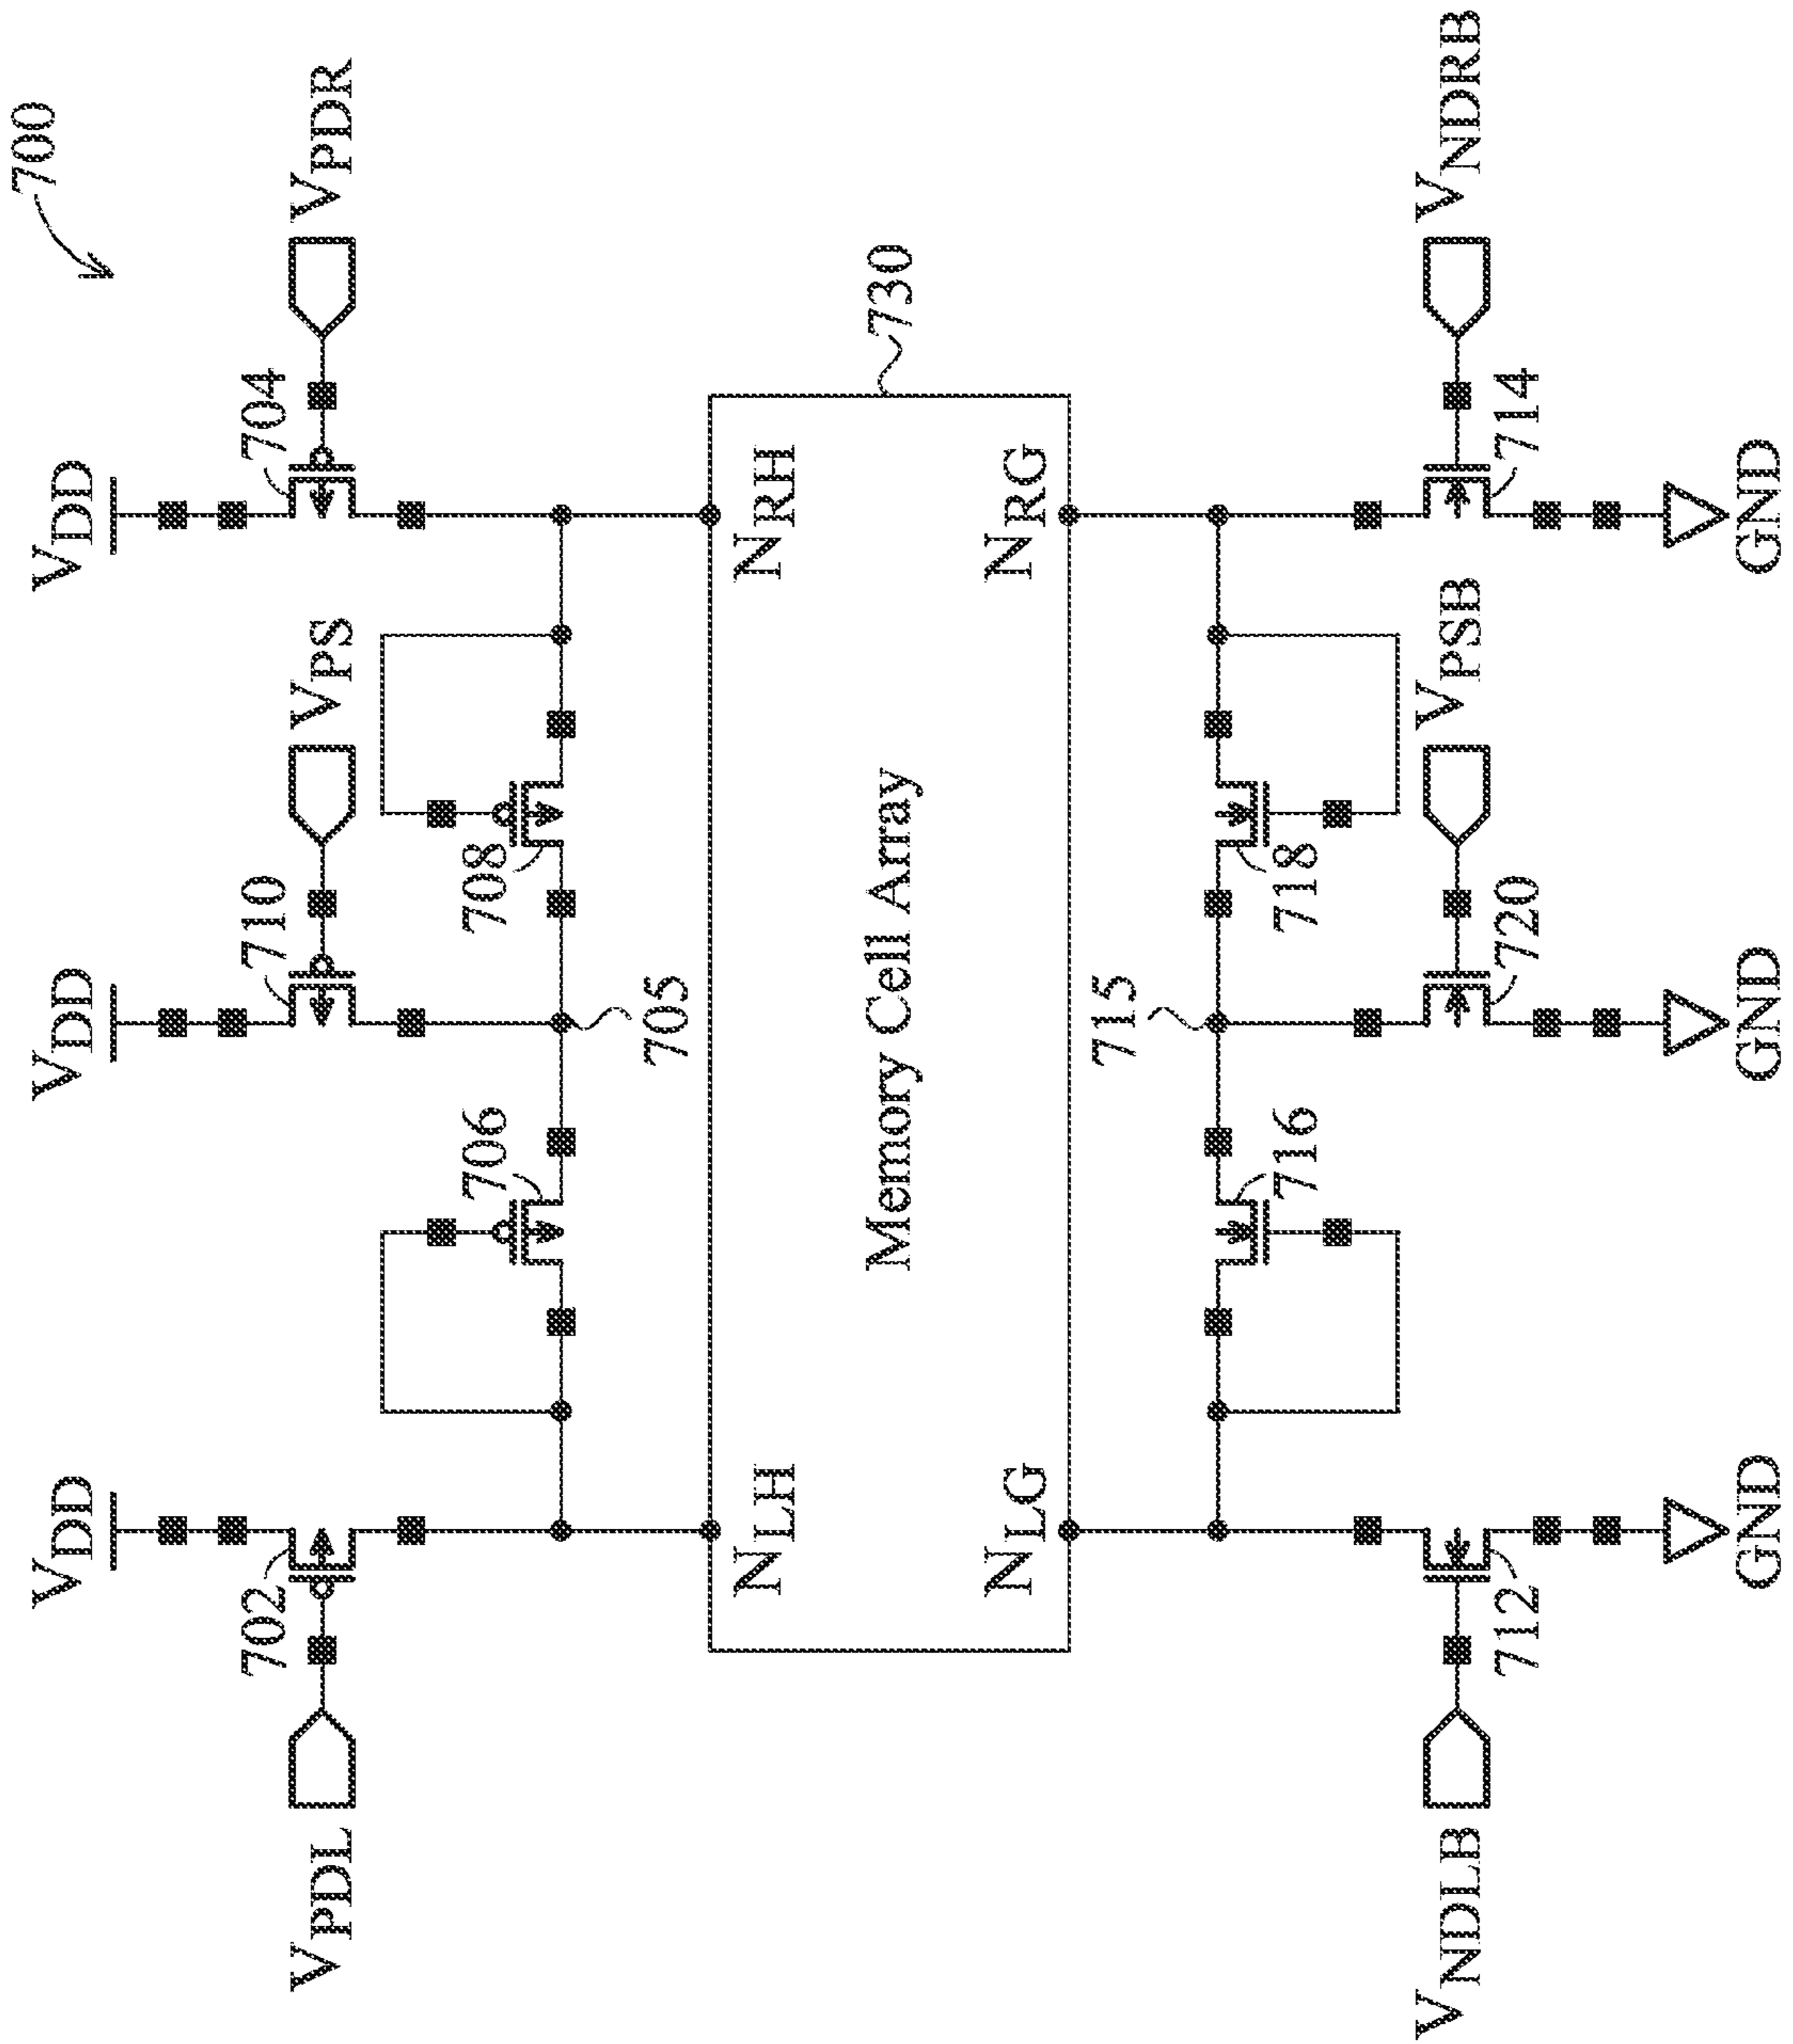 700
VDD VDD VDD
702 710 704
VPDL VPS VPDR
706 708
705
NLH NRH
Memory Cell Array 730
NLG NRG
715
716 718
VNDLB VPSB VNDRB
712 720 714
GND GND GND